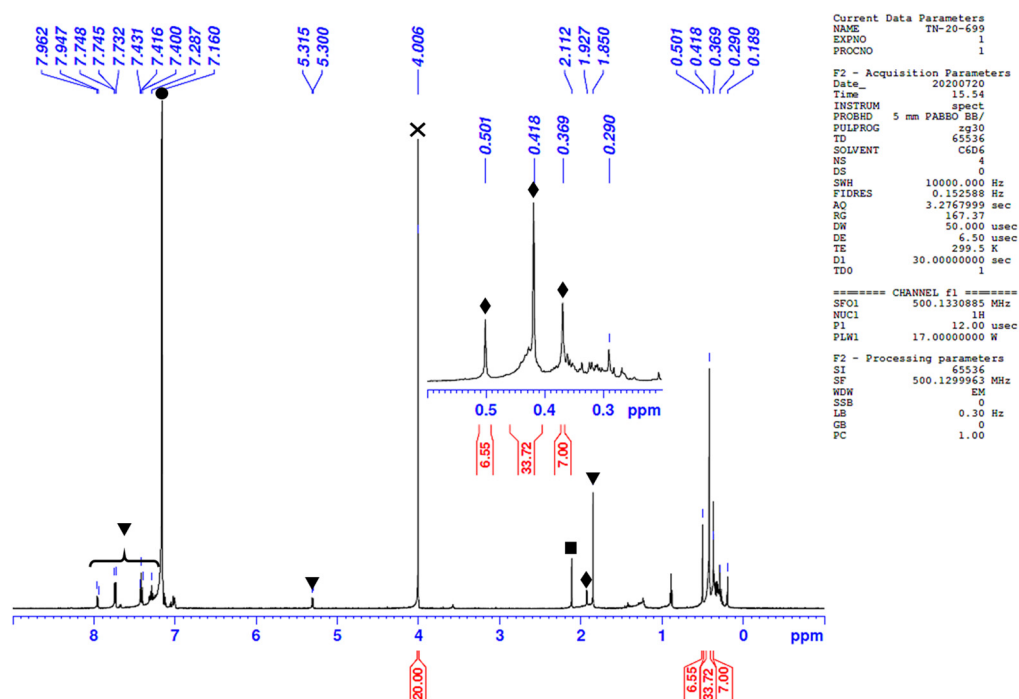 7.962
7.947
7.748
7.745
7.732
7.431
7.416
7.400
7.287
7.160
5.315
5.300
4.006
2.112
1.927
1.850
0.501
0.418
0.369
0.290
0.189
0.501
0.418
0.369
0.290
0.5 0.4 0.3 ppm
6.55
33.72
7.00
8 7 6 5 4 3 2 1 0 ppm
20.00
6.55
33.72
7.00
Current Data Parameters
NAME TN-20-699
EXPNO 1
PROCNO 1
F2 - Acquisition Parameters
Date_ 20200720
Time 15.54
INSTRUM spect
PROBHD 5 mm PABBO BB/
PULPROG zg30
TD 65536
SOLVENT C6D6
NS 4
DS 0
SWH 10000.000 Hz
FIDRES 0.152588 Hz
AQ 3.2767999 sec
RG 167.37
DW 50.000 usec
DE 6.50 usec
TE 299.5 K
D1 30.00000000 sec
TD0 1
======== CHANNEL f1 ========
SFO1 500.1330885 MHz
NUC1 1H
P1 12.00 usec
PLW1 17.00000000 W
F2 - Processing parameters
SI 65536
SF 500.1299963 MHz
WDW EM
SSB 0
LB 0.30 Hz
GB 0
PC 1.00